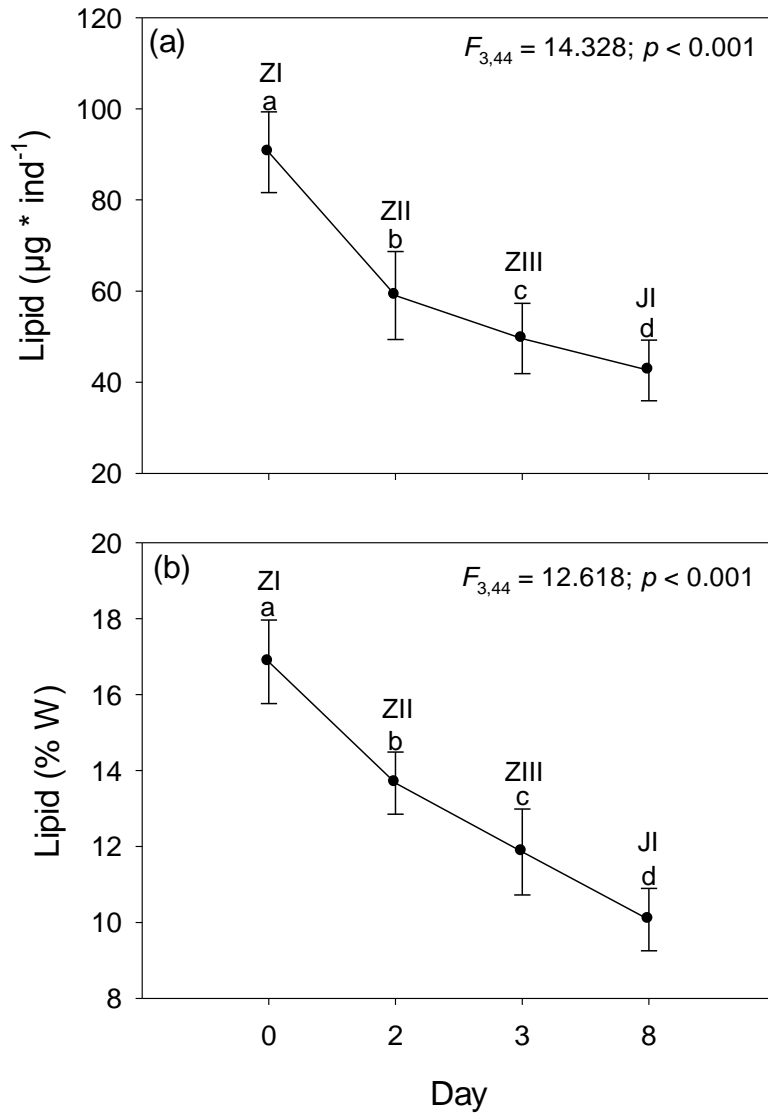 120
(a)
F3,44 = 14.328; p < 0.001
ZI
a
100
80
ZII
b
60
ZIII
c
JI
d
40
20
Lipid (µg * ind-1)
20
(b)
F3,44 = 12.618; p < 0.001
ZI
a
18
16
ZII
b
14
ZIII
c
12
JI
d
10
8
Lipid (% W)
0 2 3 8
Day